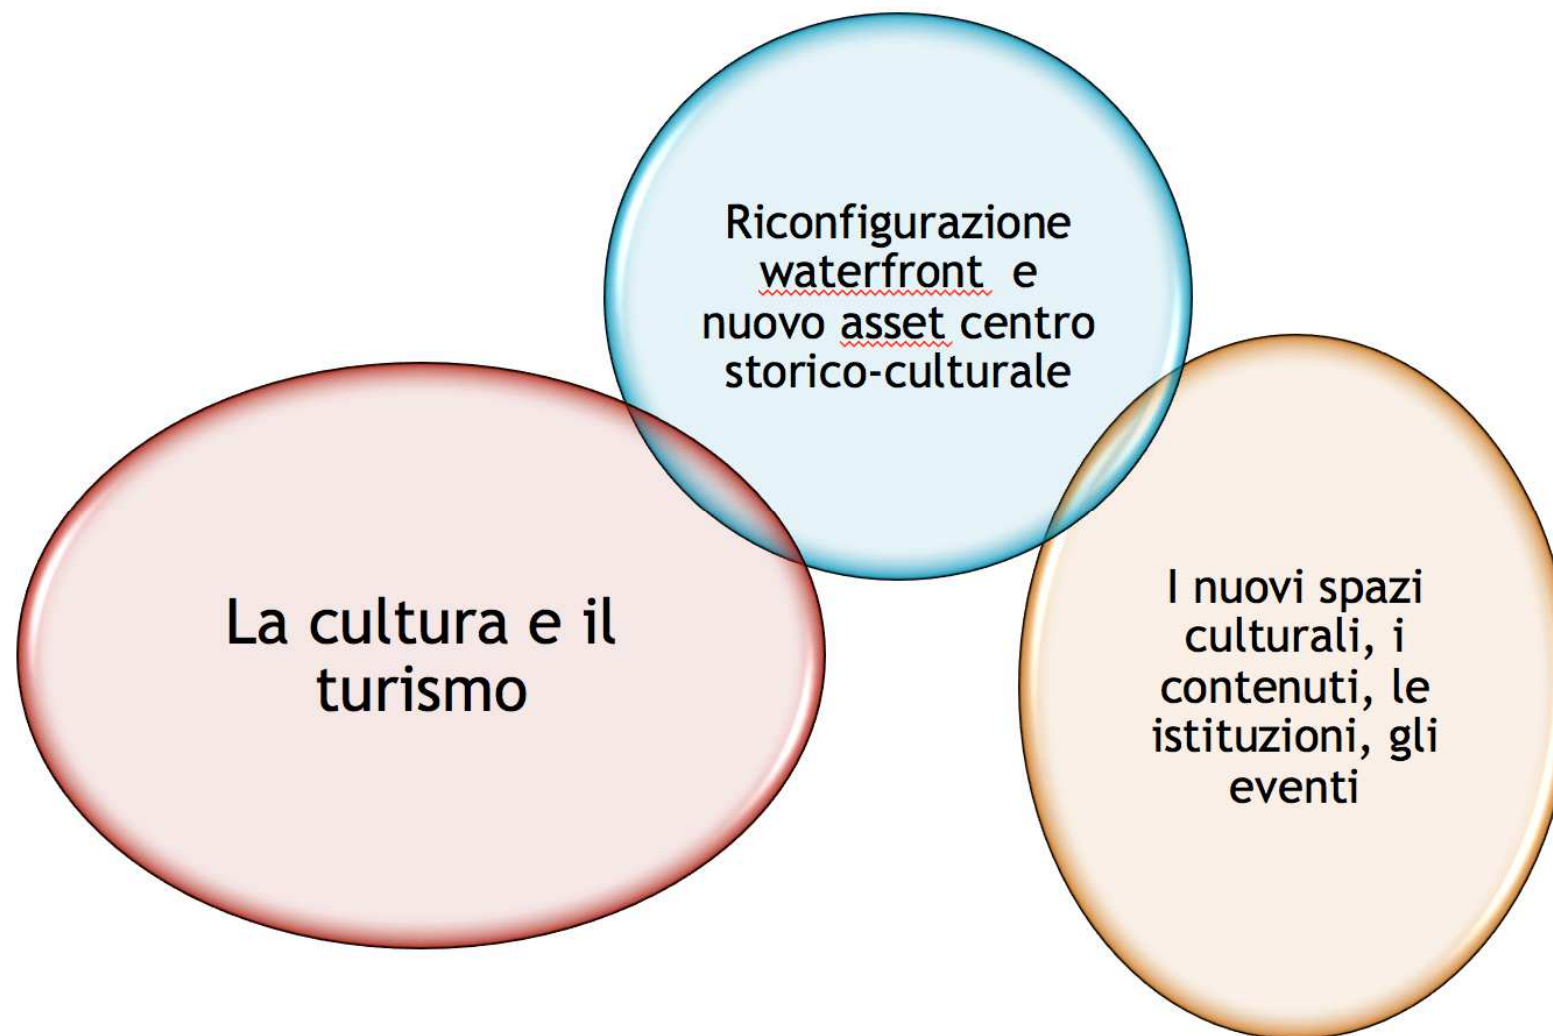 Riconfigurazione
waterfront e
nuovo asset centro
storico-culturale
La cultura e il
turismo
I nuovi spazi
culturali, i
contenuti, le
istituzioni, gli
eventi